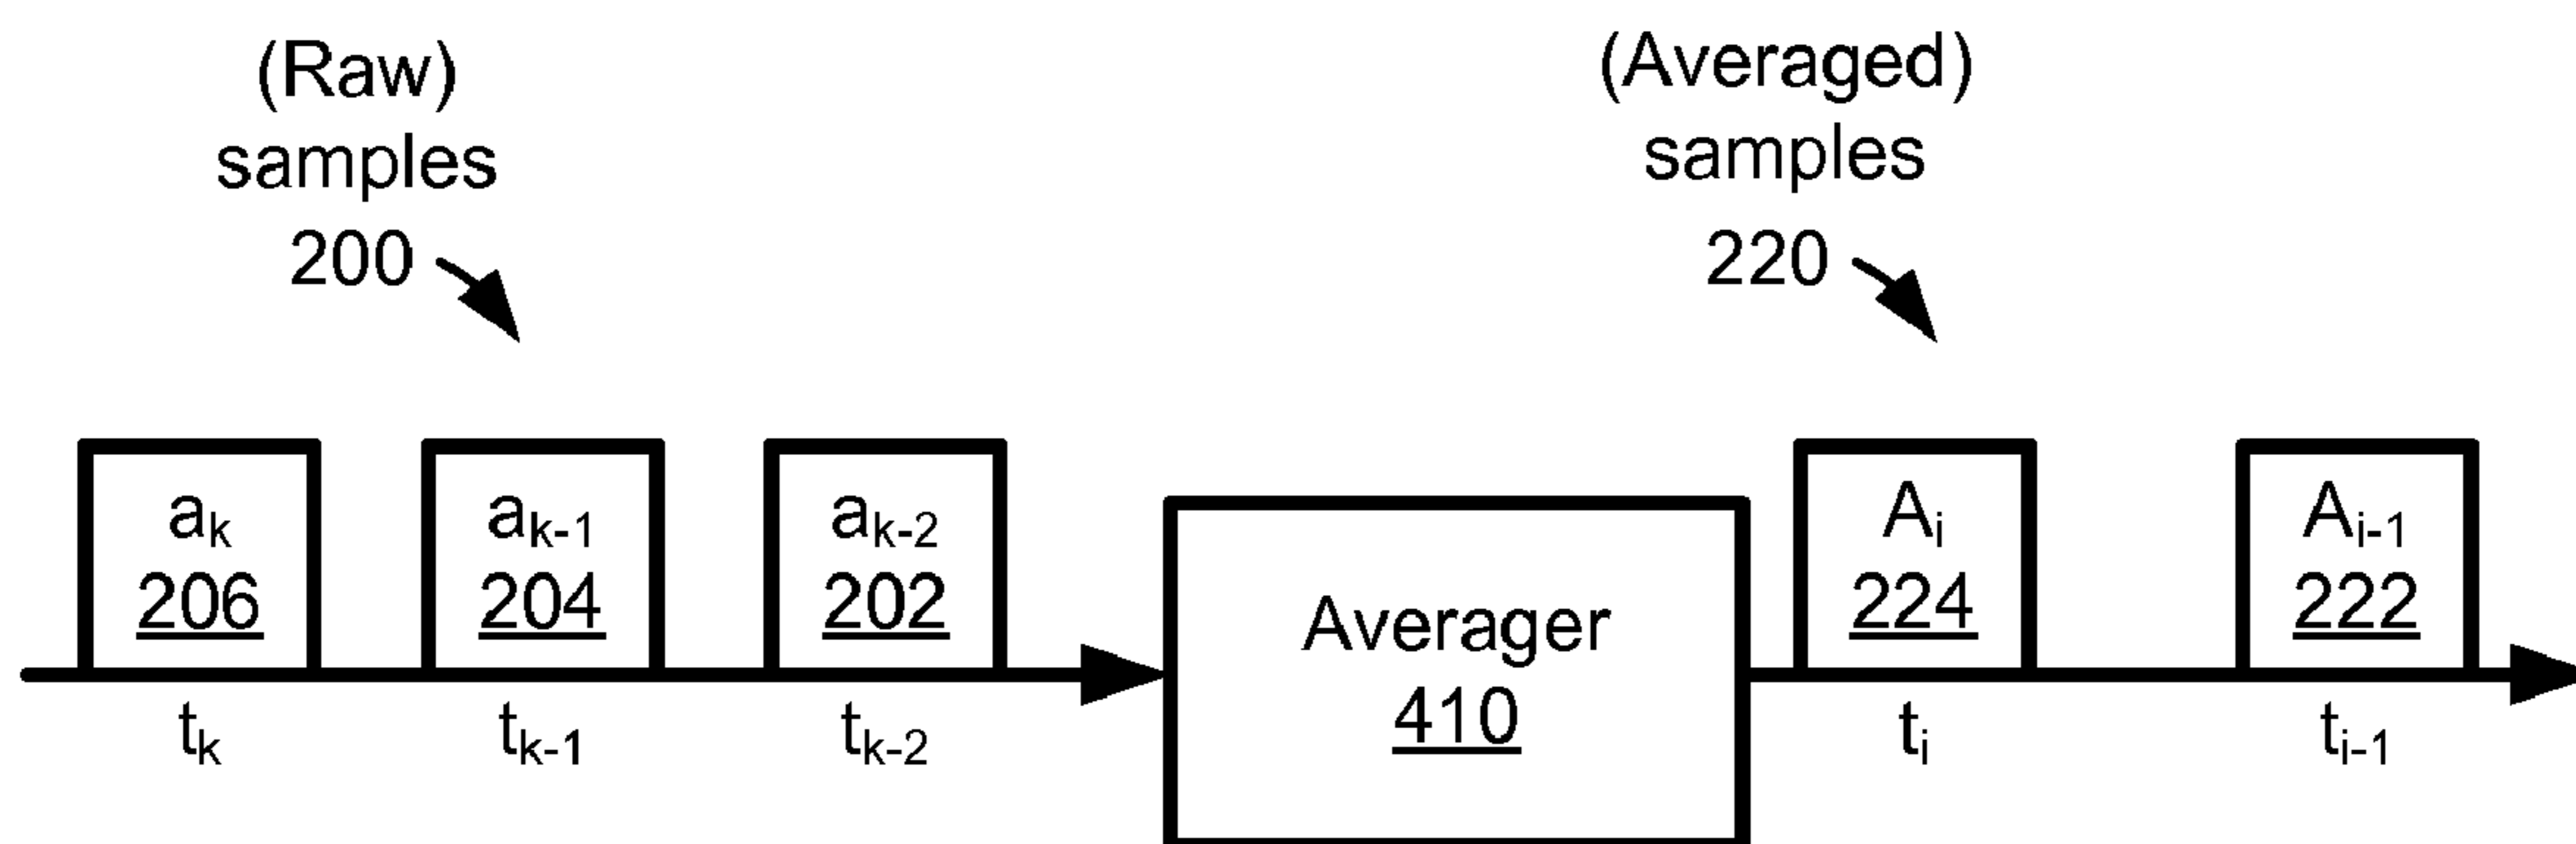 (Raw)
samples
200
(Averaged)
samples
220
aₖ
206
aₖ₋₁
204
aₖ₋₂
202
Averager
410
Aᵢ
224
Aᵢ₋₁
222
tₖ
tₖ₋₁
tₖ₋₂
tᵢ
tᵢ₋₁